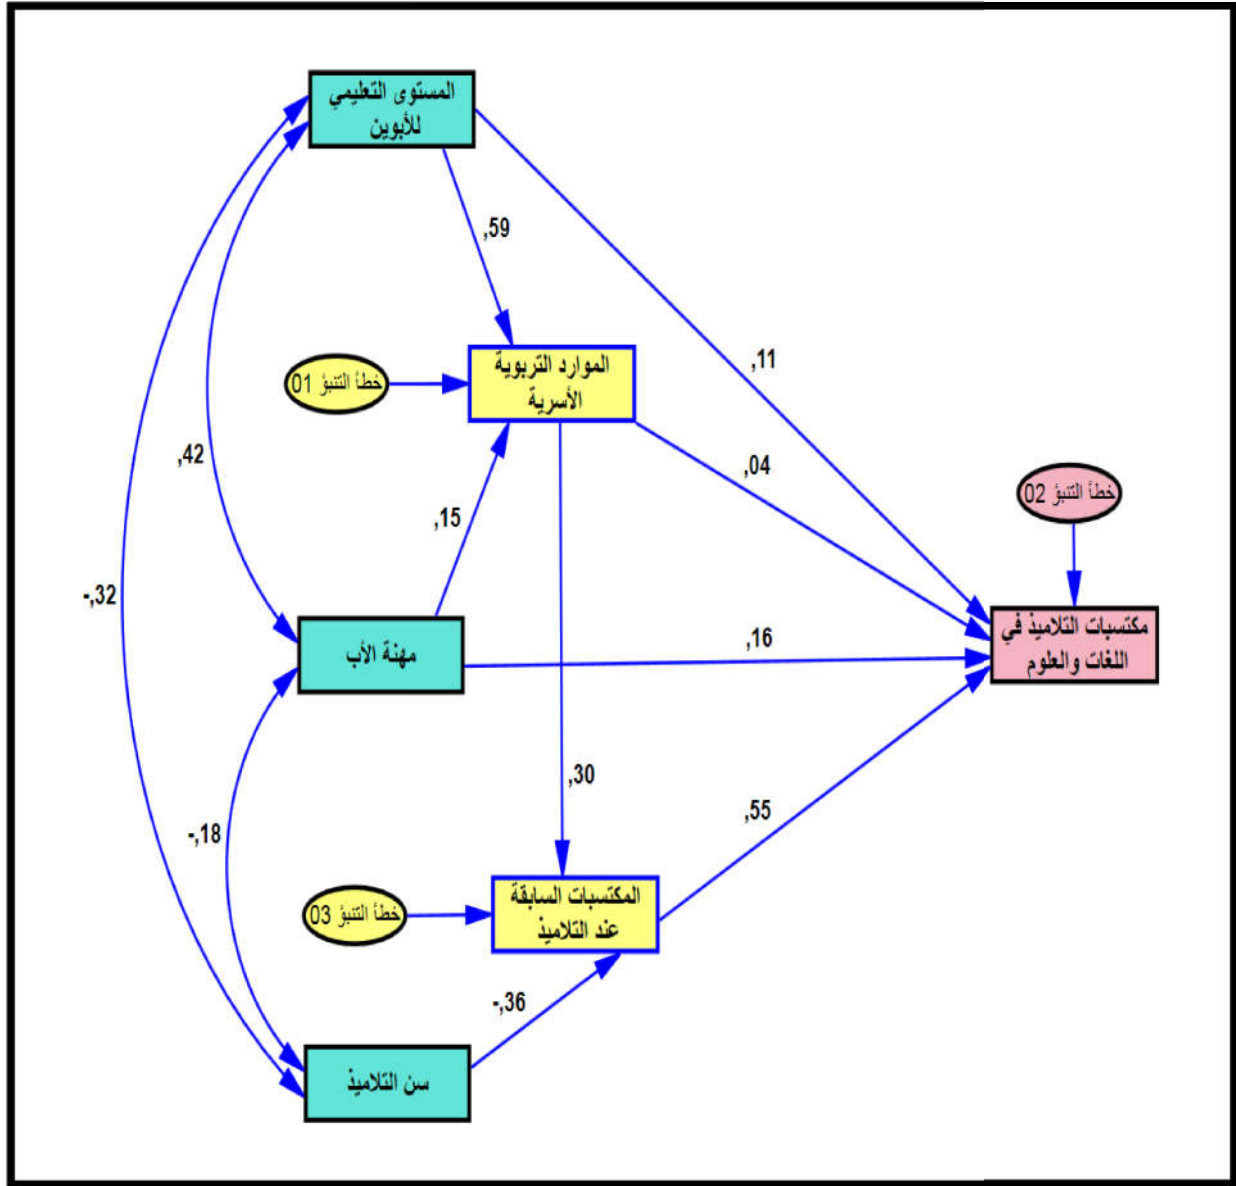 المستوى التعليمي
للأبوين
,59
الموارد التربوية
الأسرية
خطأ التنبؤ 01
,11
,42
,04
خطأ التنبؤ 02
,15
-,32
مكتسبات التلاميذ في
اللغات والعلوم
مهنة الأب
,16
,30
,55
-,18
المكتسبات السابقة
عند التلاميذ
خطأ التنبؤ 03
-,36
سن التلاميذ